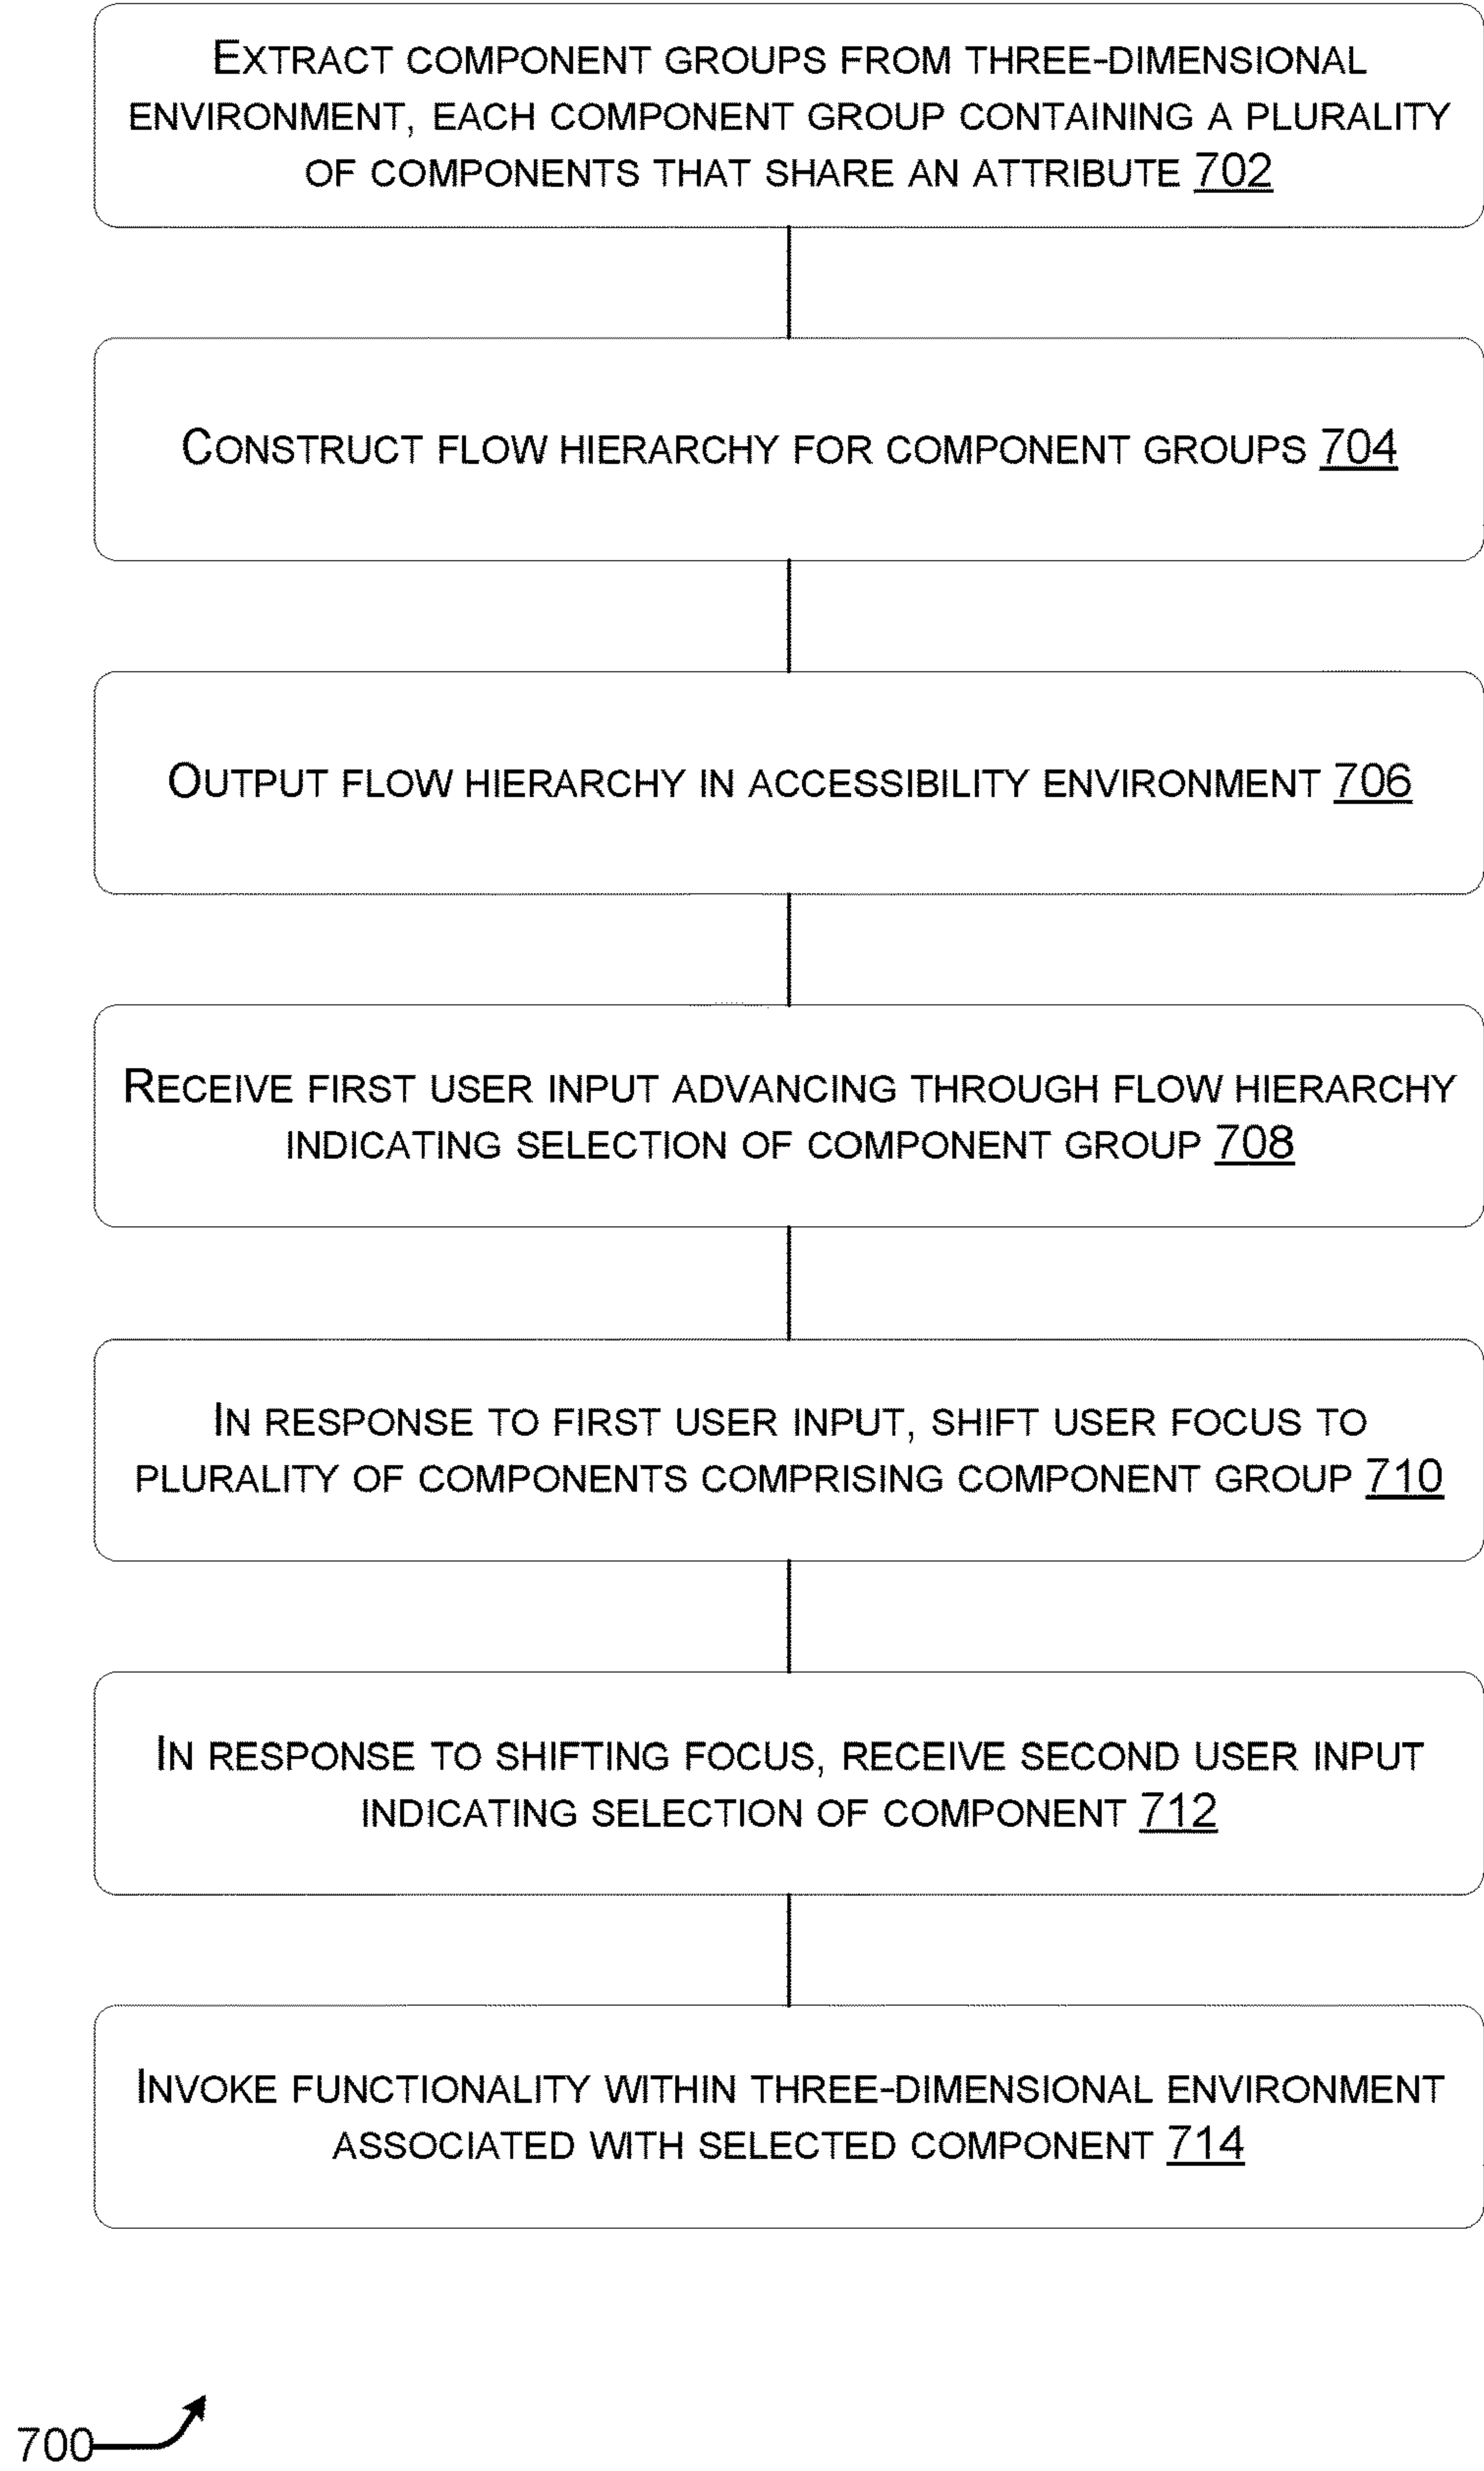 EXTRACT COMPONENT GROUPS FROM THREE-DIMENSIONAL
ENVIRONMENT, EACH COMPONENT GROUP CONTAINING A PLURALITY
OF COMPONENTS THAT SHARE AN ATTRIBUTE 702
CONSTRUCT FLOW HIERARCHY FOR COMPONENT GROUPS 704
OUTPUT FLOW HIERARCHY IN ACCESSIBILITY ENVIRONMENT 706
RECEIVE FIRST USER INPUT ADVANCING THROUGH FLOW HIERARCHY
INDICATING SELECTION OF COMPONENT GROUP 708
IN RESPONSE TO FIRST USER INPUT, SHIFT USER FOCUS TO
PLURALITY OF COMPONENTS COMPRISING COMPONENT GROUP 710
IN RESPONSE TO SHIFTING FOCUS, RECEIVE SECOND USER INPUT
INDICATING SELECTION OF COMPONENT 712
INVOKE FUNCTIONALITY WITHIN THREE-DIMENSIONAL ENVIRONMENT
ASSOCIATED WITH SELECTED COMPONENT 714
700